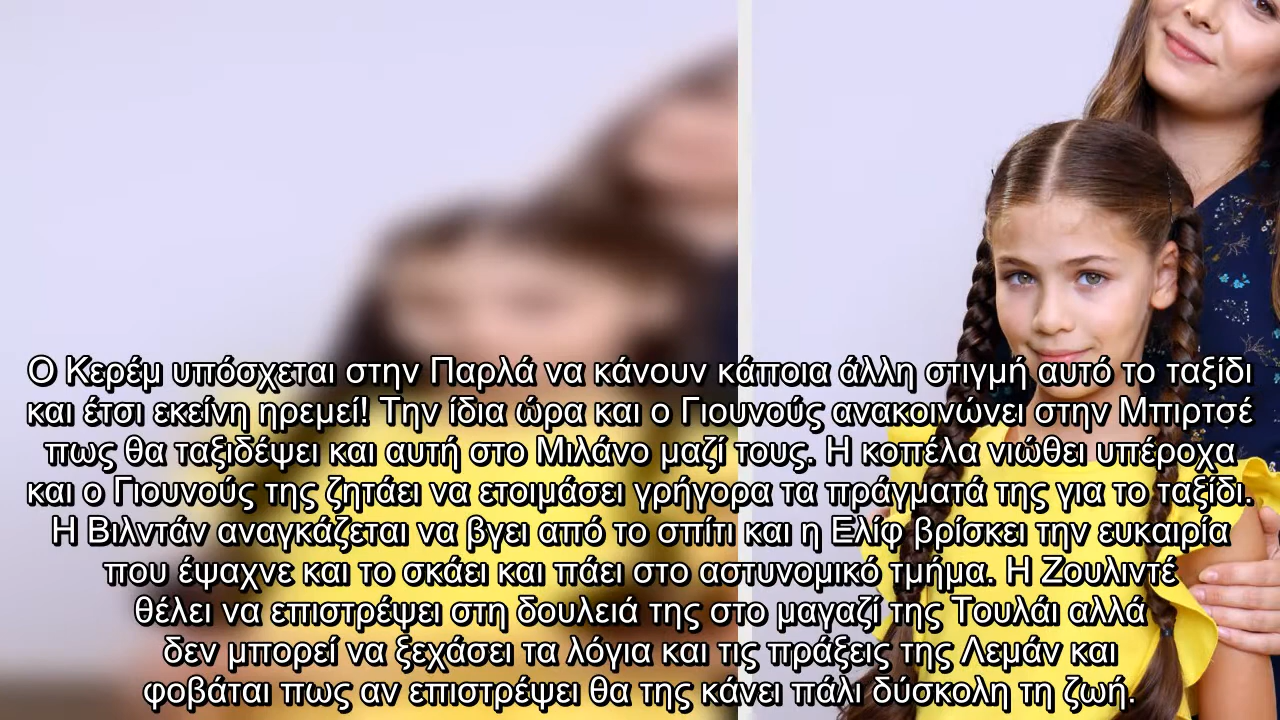 Ο Κερέμ υπόσχεται στην Παρλά να κάνουν κάποια άλλη στιγμή αυτό το ταξίδι
και έτσι εκείνη ηρεμεί! Την ίδια ώρα και ο Γιουνούς ανακοινώνει στην Μπιρτσέ
πως θα ταξιδέψει και αυτή στο Μιλάνο μαζί τους. Η κοπέλα νιώθει υπέροχα
και ο Γιουνούς της ζητάει να ετοιμάσει γρήγορα τα πράγματά της για το ταξίδι.
Η Βιλντάν αναγκάζεται να βγει από το σπίτι και η Ελίφ βρίσκει την ευκαιρία
που έψαχνε και το σκάει και πάει στο αστυνομικό τμήμα. Η Ζουλιντέ
θέλει να επιστρέψει στη δουλειά της στο μαγαζί της Τουλάι αλλά
δεν μπορεί να ξεχάσει τα λόγια και τις πράξεις της Λεμάν και
φοβάται πως αν επιστρέψει θα της κάνει πάλι δύσκολη τη ζωή.